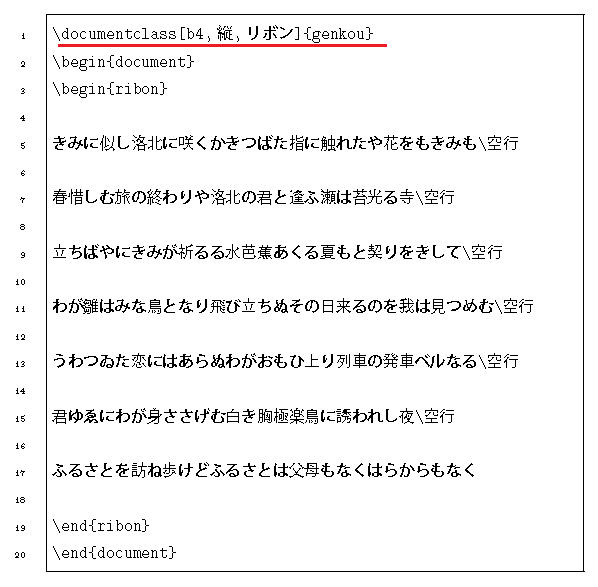 1 \documentclass[b4,縦,リボン]{genkou}
2 \begin{document}
3 \begin{ribon}
4
5 きみに似し洛北に咲くかきつばた指に触れたや花をもきみも\空行
6
7 春惜しむ旅の終わりや洛北の君と逢ふ瀬は苔光る寺\空行
8
9 立ちばやにきみが祈るる水芭蕉あくる夏もと契りをきして\空行
10
11 わが雛はみな鳥となり飛び立ちぬその日来るのを我は見つめむ\空行
12
13 うわつゐた恋にはあらぬわがおもひ上り列車の発車ベルなる\空行
14
15 君ゆゑにわが身ささげむ白き胸極楽鳥に誘われし夜\空行
16
17 ふるさとを訪ね歩けどふるさとは父母もなくはらからもなく
18
19 \end{ribon}
20 \end{document}